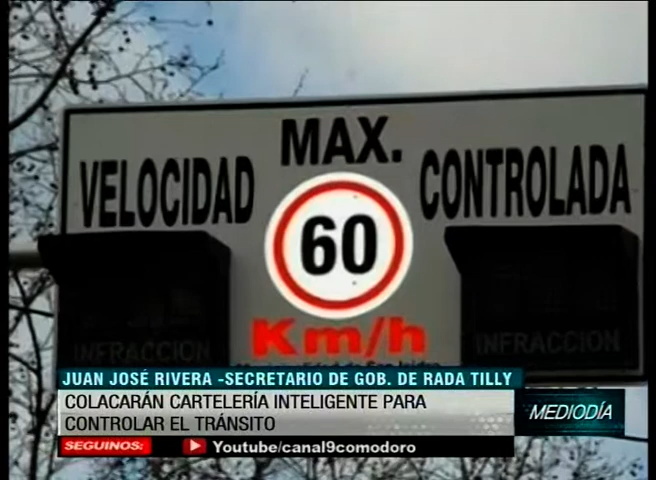 MAX.
VELOCIDAD
CONTROLADA
60
Km/h
INFRACCION
INFRACCION
JUAN JOSÉ RIVERA -SECRETARIO DE GOB. DE RADA TILLY
COLACARÁN CARTELERÍA INTELIGENTE PARA
CONTROLAR EL TRÁNSITO
MEDIODÍA
SEGUINOS:
Youtube/canal9comodoro